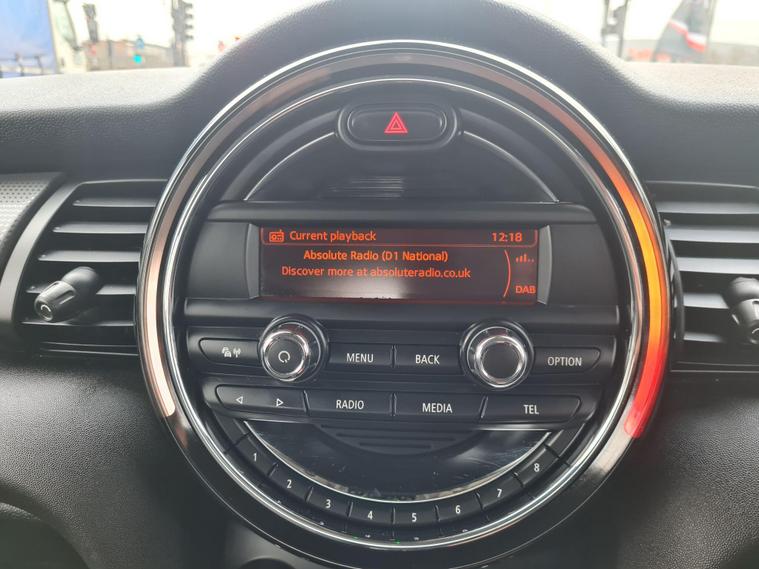 Current playback 12:18
Absolute Radio (D1 National)
Discover more at absoluteradio.co.uk
DAB
MENU BACK OPTION
RADIO MEDIA TEL
1 2 3 4 5 6 7 8